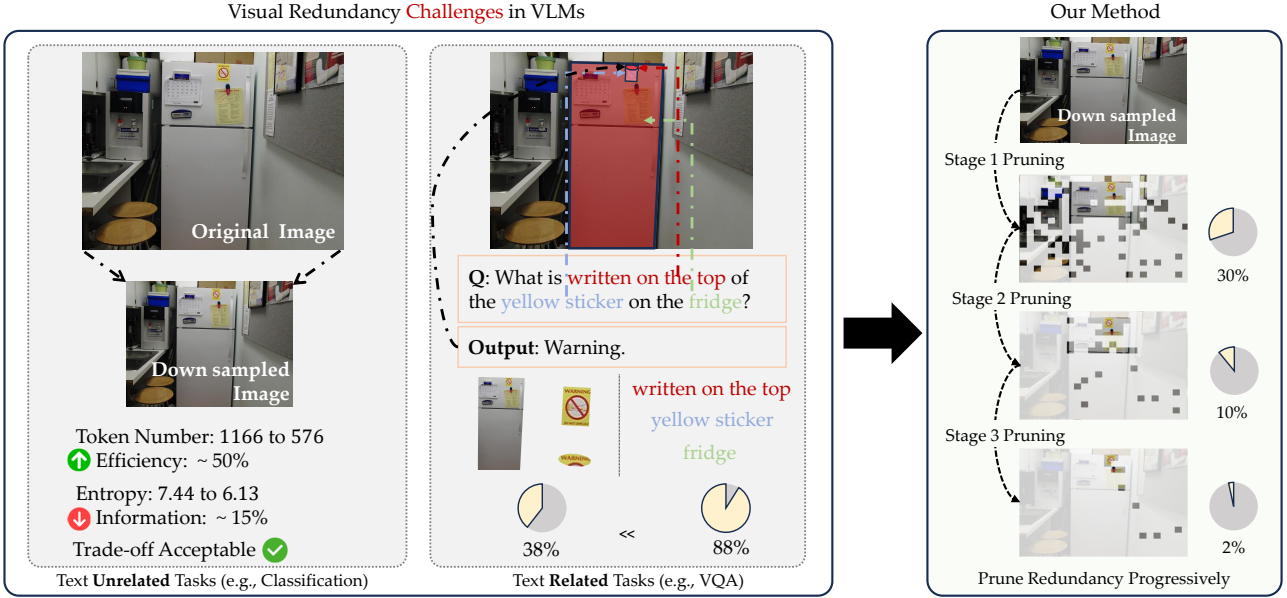 Visual Redundancy Challenges in VLMs
Original Image
Down sampled
Image
Token Number: 1166 to 576
Efficiency: ~ 50%
Entropy: 7.44 to 6.13
Information: ~ 15%
Trade-off Acceptable
Text Unrelated Tasks (e.g., Classification)
Q: What is written on the top of
the yellow sticker on the fridge?
Output: Warning.
WARNING
WARNING
written on the top
yellow sticker
fridge
38%
<<
88%
Text Related Tasks (e.g., VQA)
Our Method
Down sampled
Image
Stage 1 Pruning
30%
Stage 2 Pruning
10%
Stage 3 Pruning
2%
Prune Redundancy Progressively